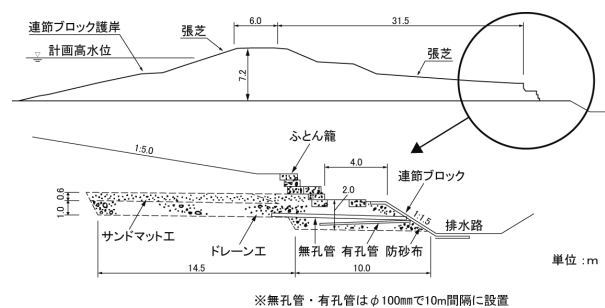 6.0
31.5
連節ブロック護岸
張芝
計画高水位
張芝
7.2
ふとん籠
1:5.0
4.0
連節ブロック
2.0
0.6
1.0
1:1.5
排水路
サンドマット工
ドレーン工
無孔管
有孔管
防砂布
単位:m
14.5
10.0
※無孔管・有孔管はφ100㎜で10m間隔に設置